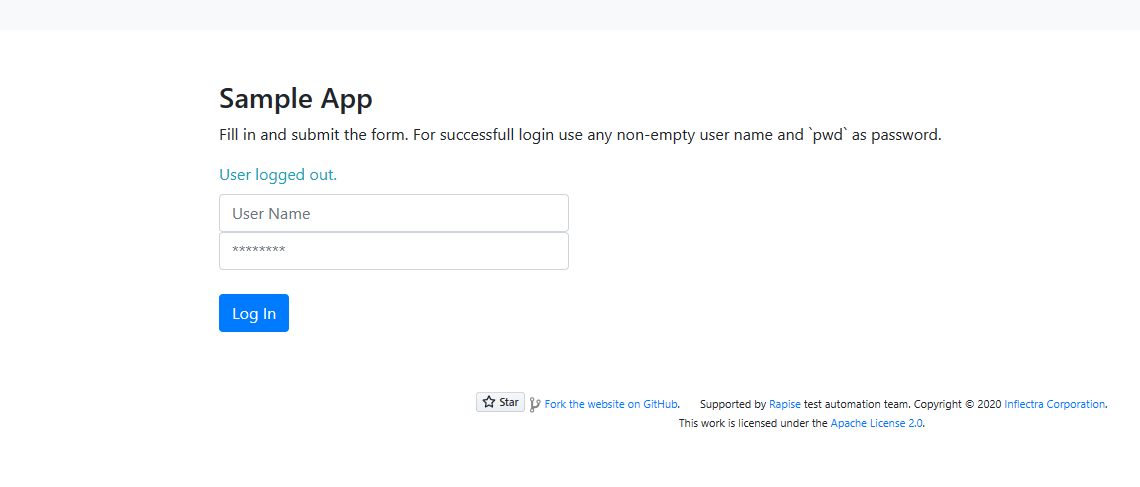 Sample App
Fill in and submit the form. For successfull login use any non-empty user name and `pwd` as password.
User logged out.
User Name
********
Log In
Star Fork the website on GitHub. Supported by Rapise test automation team. Copyright © 2020 Inflectra Corporation.
This work is licensed under the Apache License 2.0.